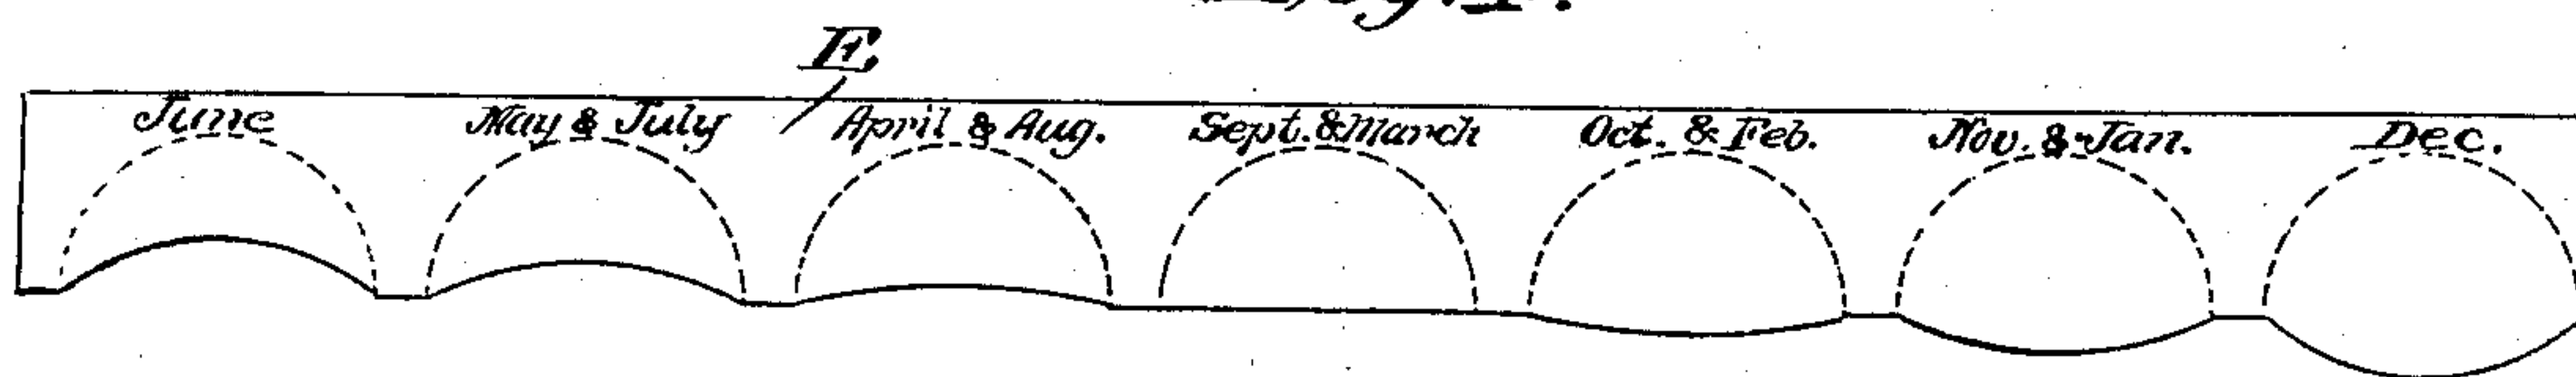 E,
June May & July April & Aug. Sept. & March Oct. & Feb. Nov. & Jan. Dec.